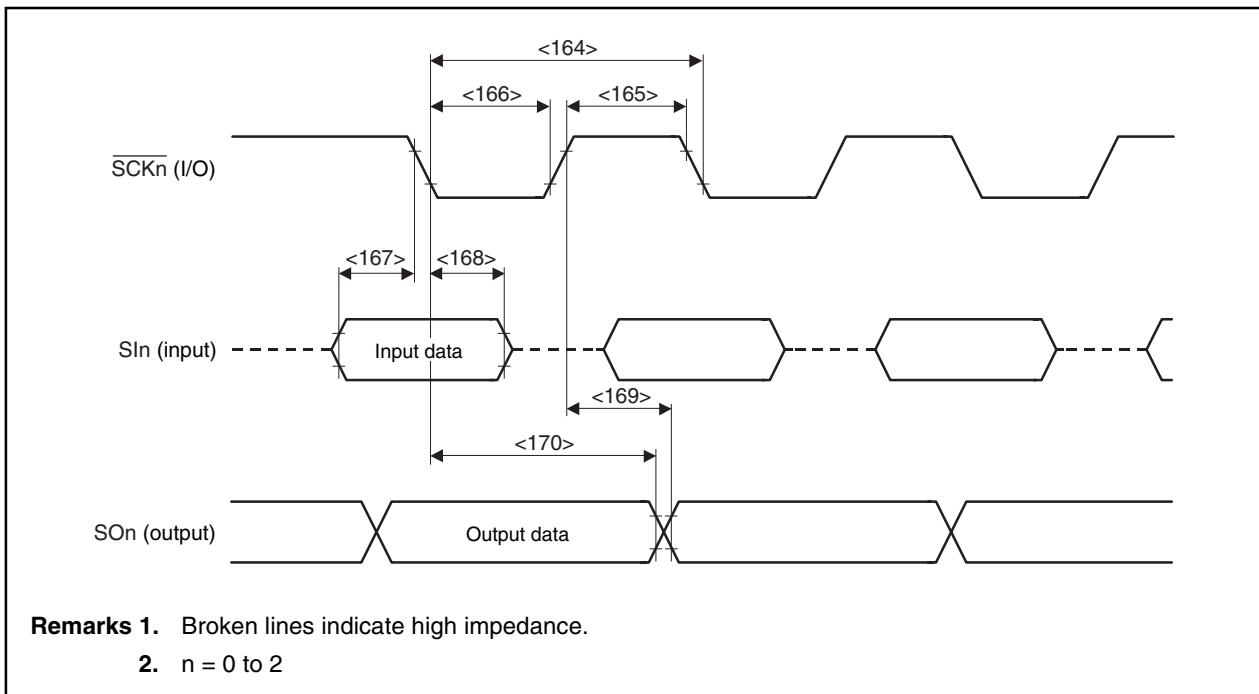 <164>
<166> <165>
SCKn (I/O)
<167> <168>
SIn (input) Input data
<169>
<170>
SOn (output) Output data
Remarks 1. Broken lines indicate high impedance.
2. n = 0 to 2